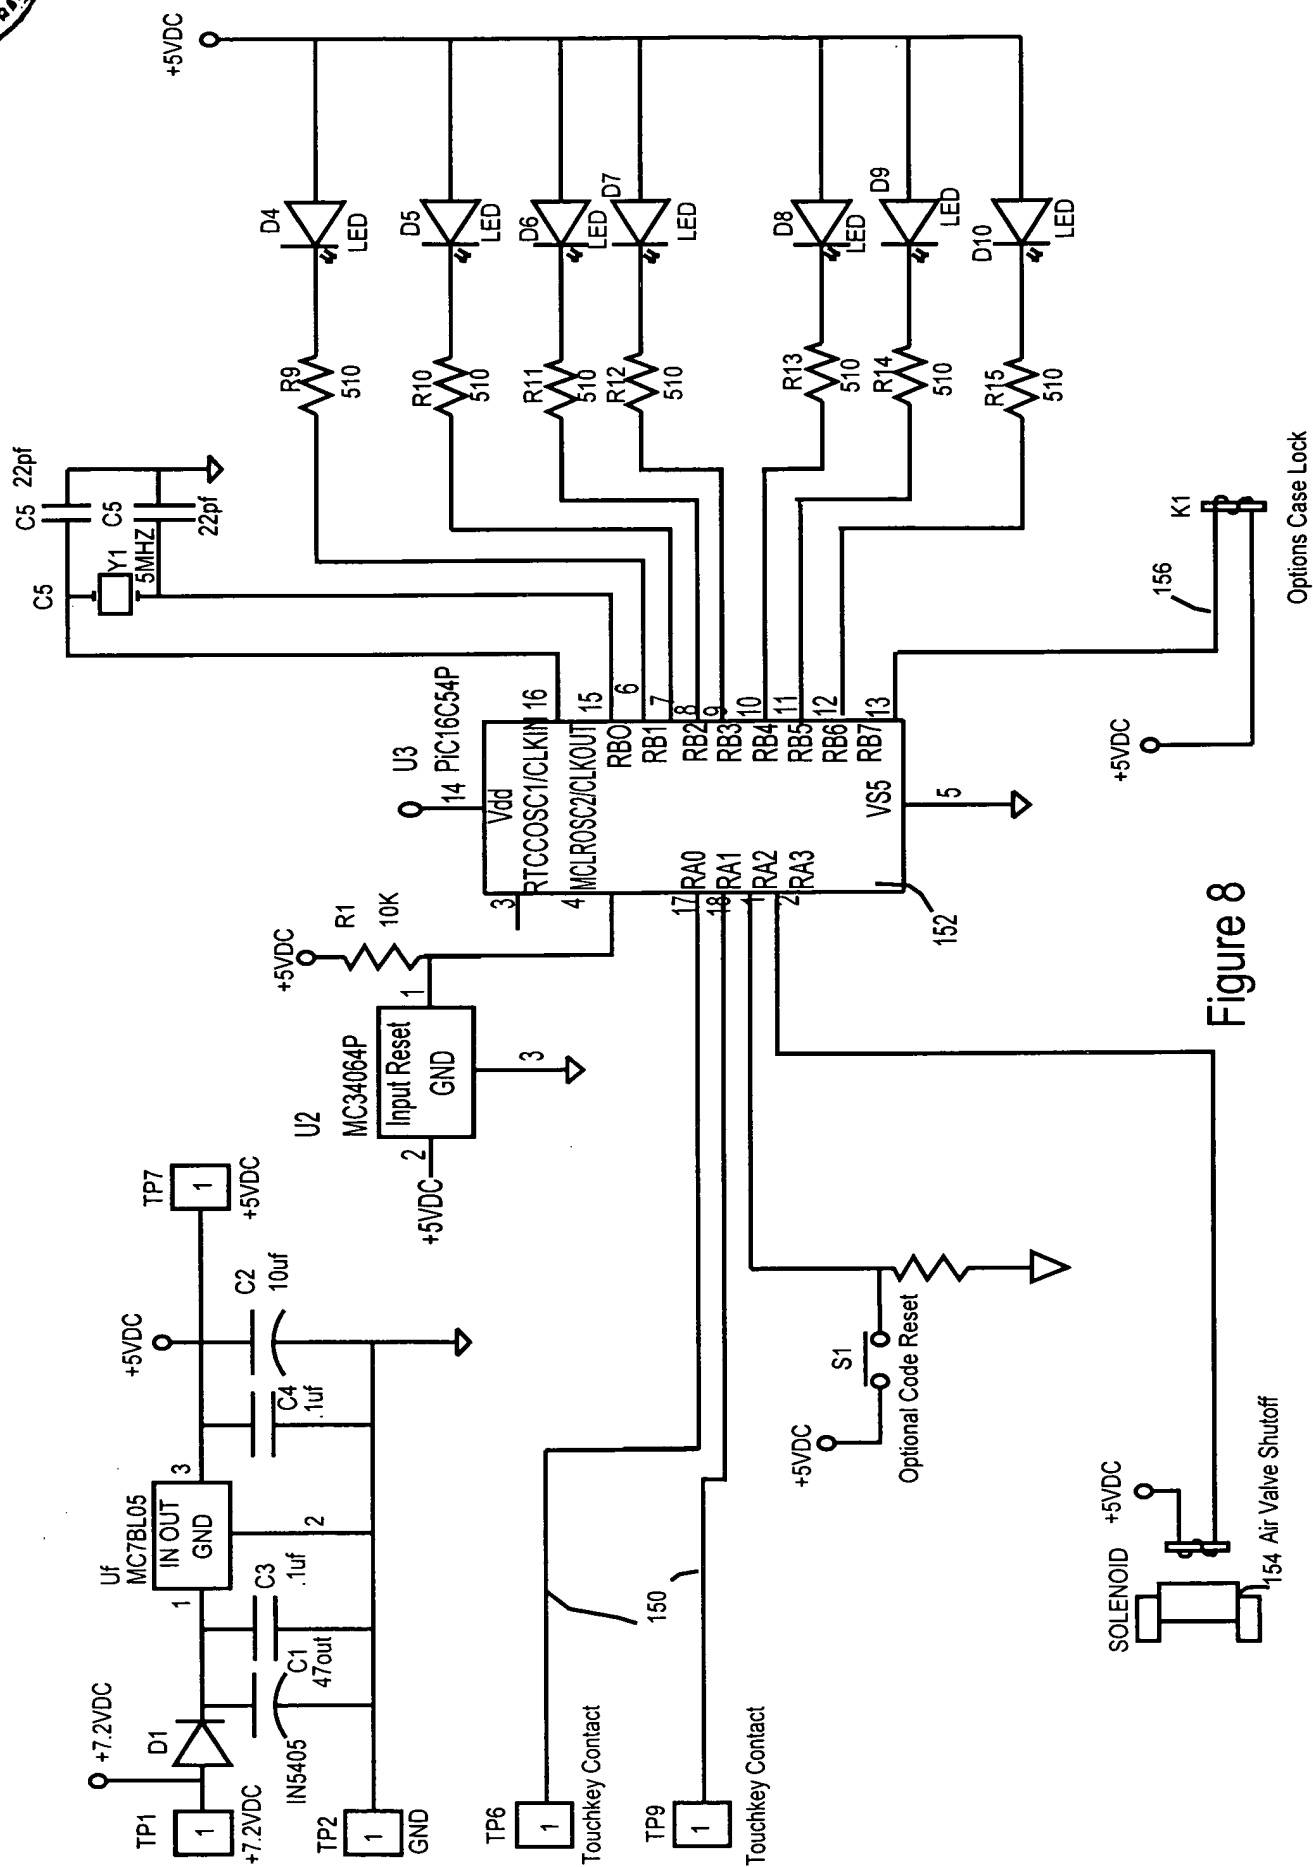 TP1
1
+7.2VDC
+7.2VDC
D1
IN5405
TP2
1
GND
C1
47out
C3
.1uf
Uf
MC7BL05
IN OUT
GND
1
2
3
C4
.1uf
+5VDC
C2
10uf
TP7
1
+5VDC
U2
MC34064P
Input Reset
GND
2
+5VDC
1
3
+5VDC
R1
10K
U3
PiC16C54P
14
Vdd
3
RTCCOSC1/CLKIN
16
4
MCLROSC2/CLKOUT
15
RBO
6
RB1
7
RB2
8
RB3
9
RB4
10
RB5
11
RB6
12
RB7
13
17
RA0
18
RA1
1
RA2
2
RA3
VS5
5
152
C5
Y1
5MHZ
C5
22pf
C5
22pf
+5VDC
R9
510
D4
LED
R10
510
D5
LED
R11
510
D6
LED
R12
510
D7
LED
R13
510
D8
LED
R14
510
D9
LED
R15
510
D10
LED
TP6
1
Touchkey Contact
TP9
1
Touchkey Contact
150
+5VDC
S1
Optional Code Reset
SOLENOID
+5VDC
154 Air Valve Shutoff
+5VDC
156
K1
Options Case Lock
Figure 8